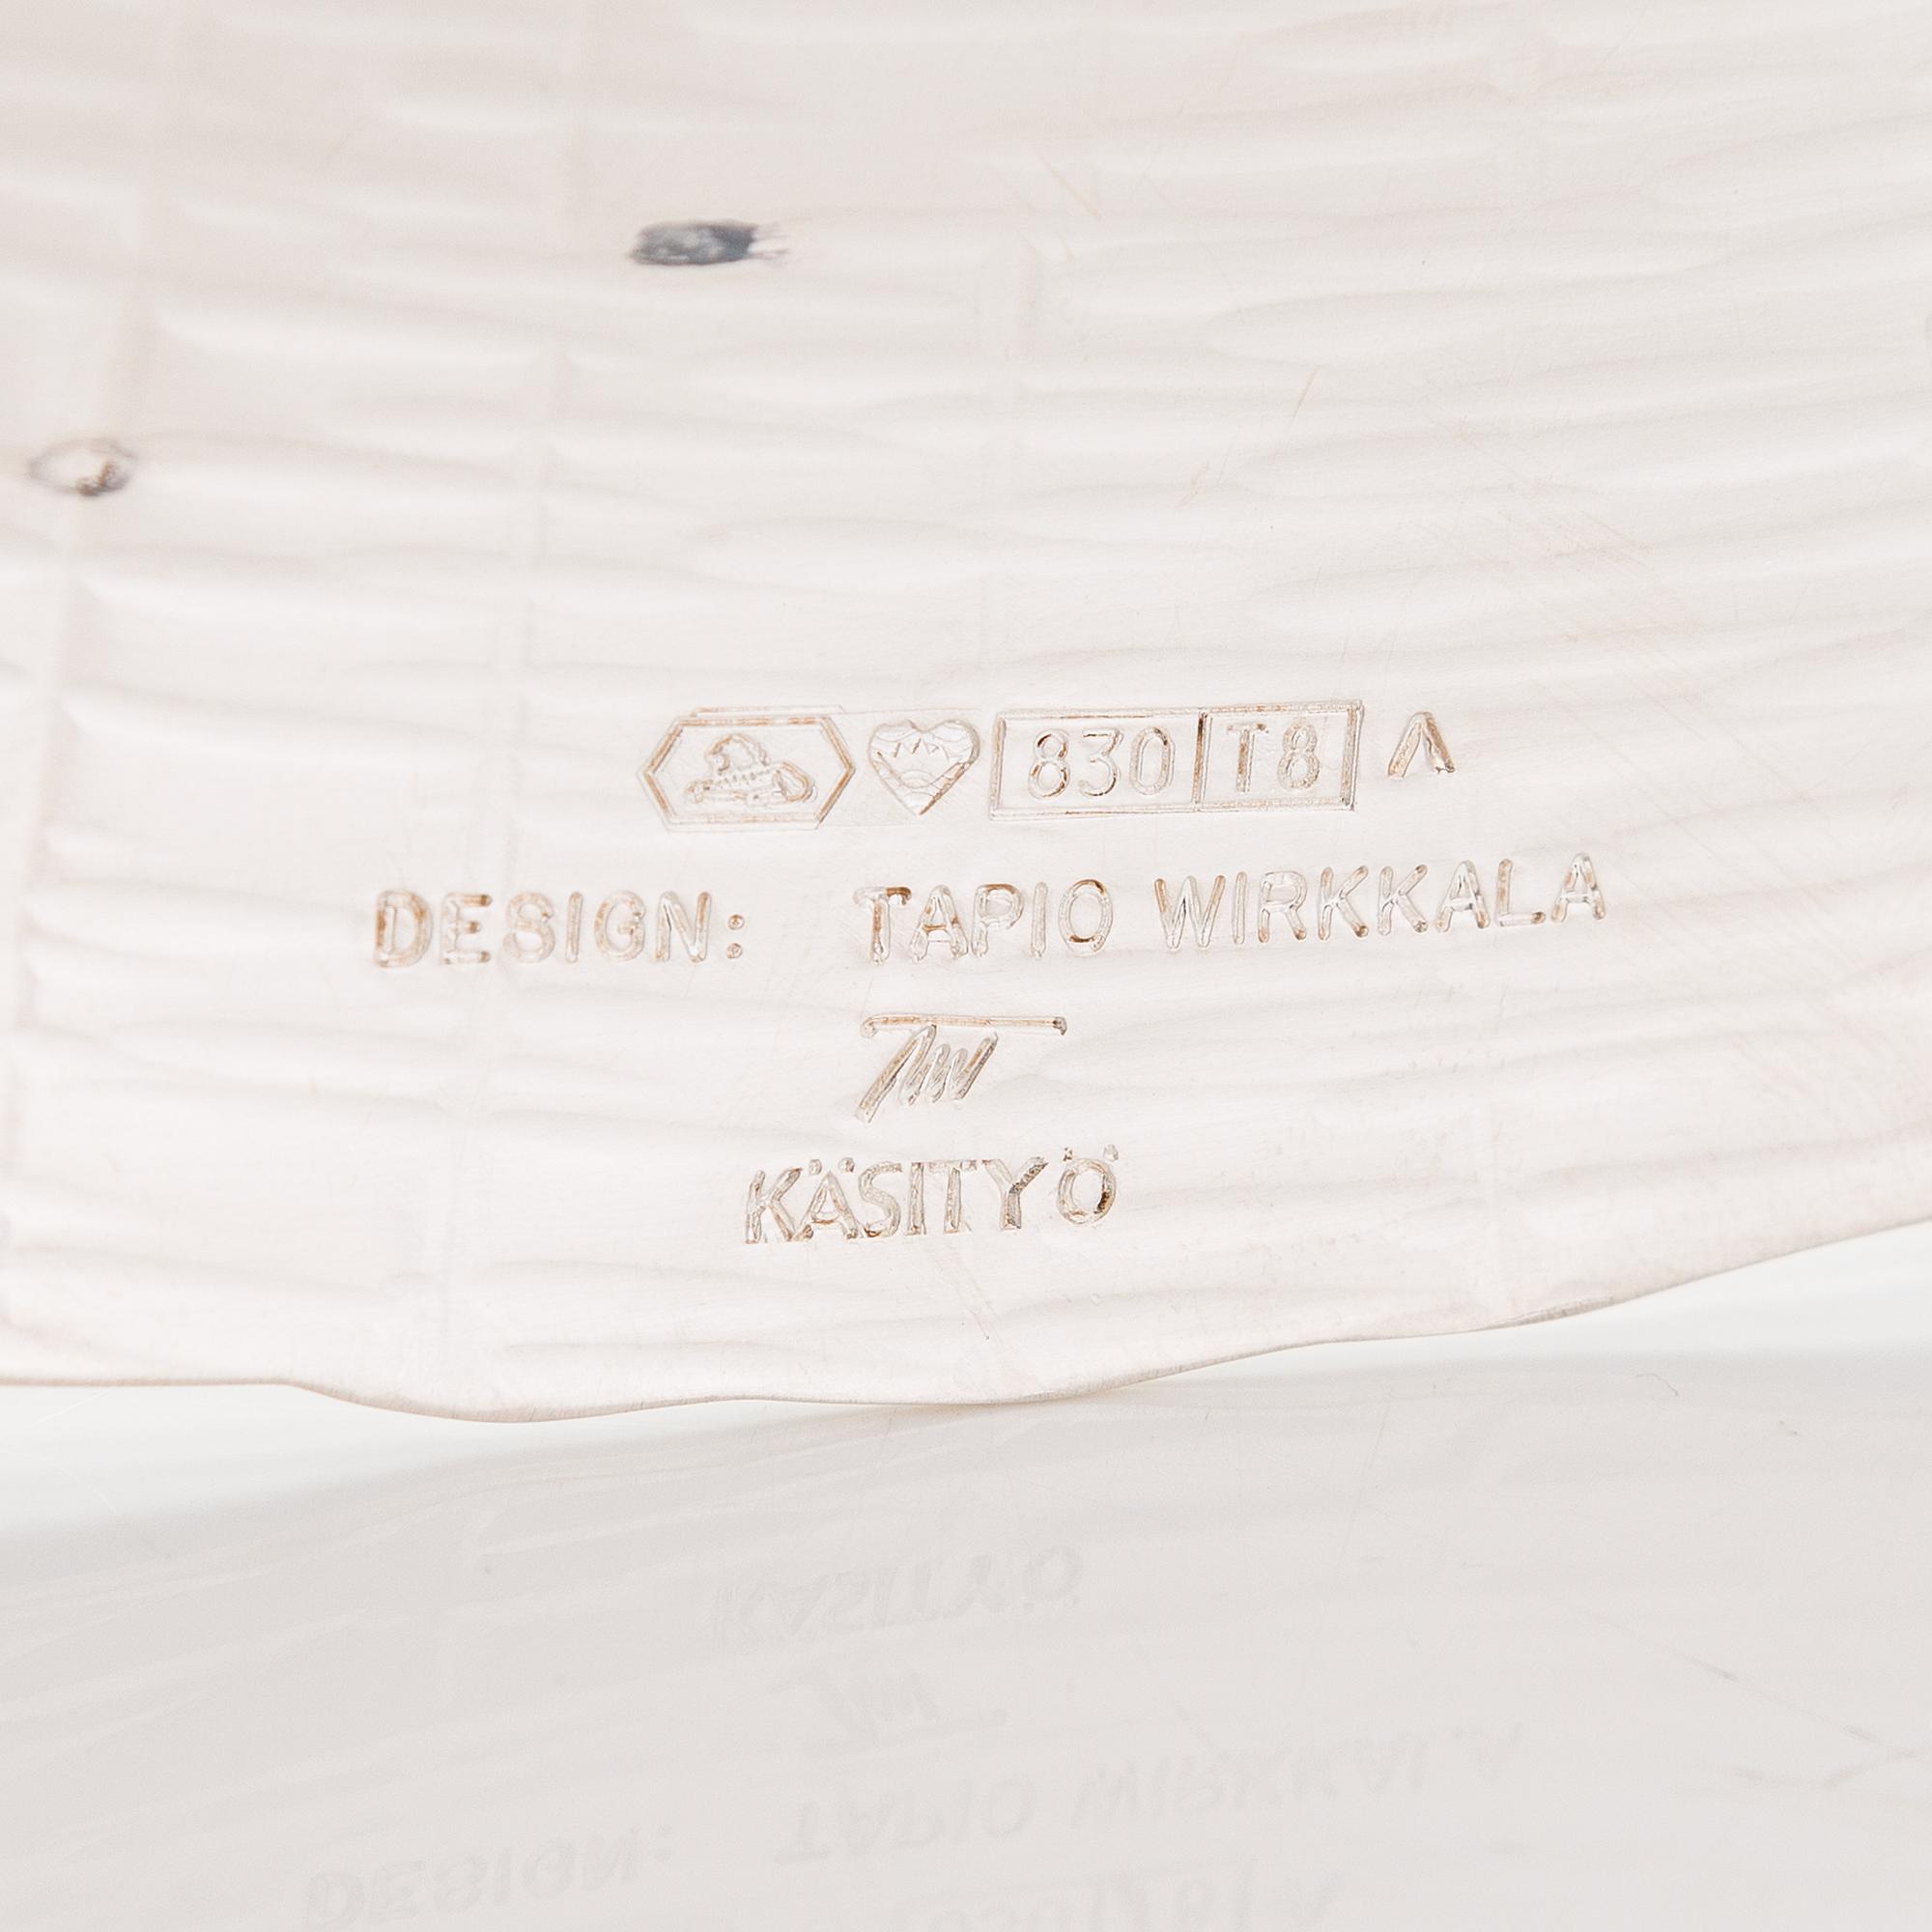 830 T8 Λ
DESIGN: TAPIO WIRKKALA
TW
KÄSITYÖ